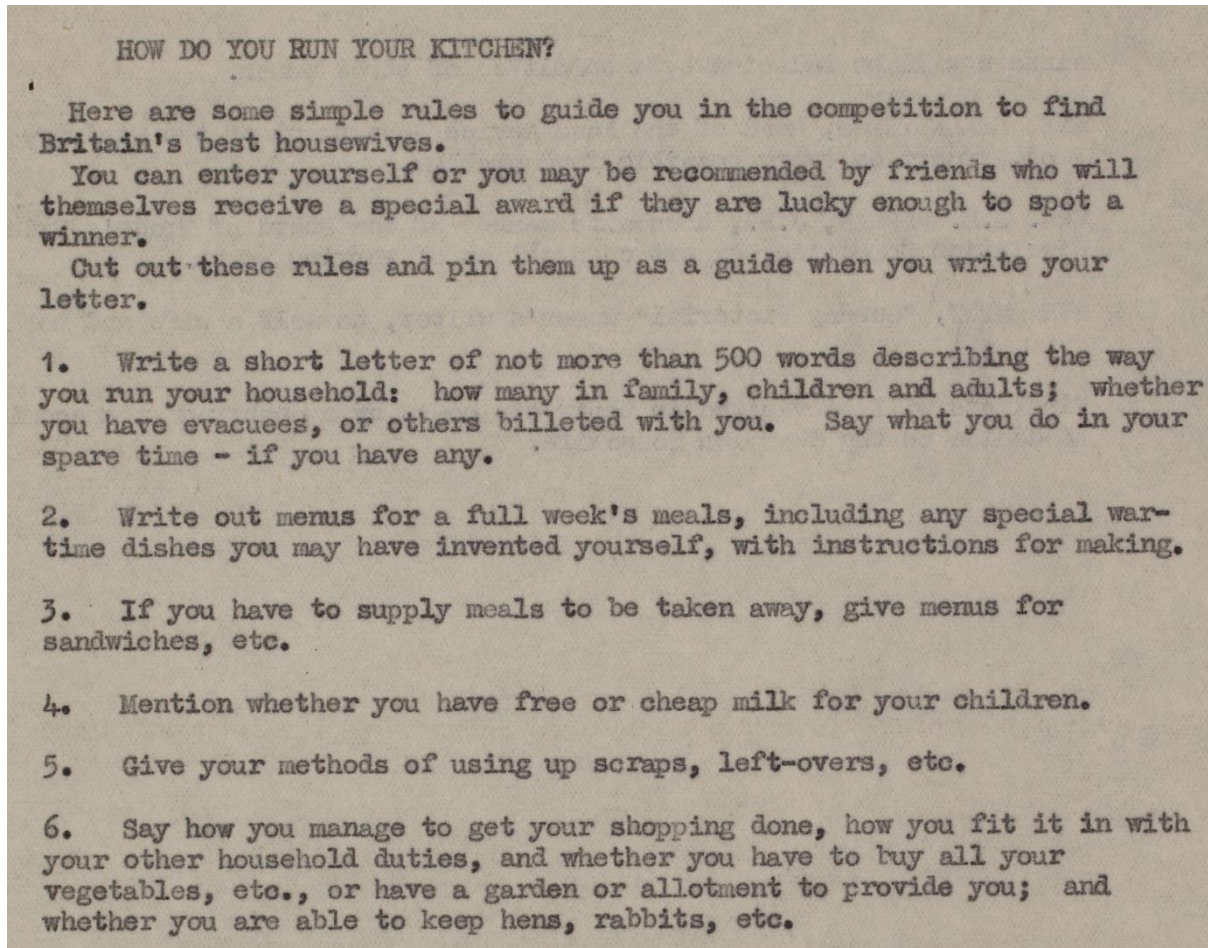 HOW DO YOU RUN YOUR KITCHEN?
Here are some simple rules to guide you in the competition to find
Britain's best housewives.
You can enter yourself or you may be recommended by friends who will
themselves receive a special award if they are lucky enough to spot a
winner.
Cut out these rules and pin them up as a guide when you write your
letter.
1. Write a short letter of not more than 500 words describing the way
you run your household: how many in family, children and adults; whether
you have evacuees, or others billeted with you. Say what you do in your
spare time - if you have any.
2. Write out menus for a full week's meals, including any special war-
time dishes you may have invented yourself, with instructions for making.
3. If you have to supply meals to be taken away, give menus for
sandwiches, etc.
4. Mention whether you have free or cheap milk for your children.
5. Give your methods of using up scraps, left-overs, etc.
6. Say how you manage to get your shopping done, how you fit it in with
your other household duties, and whether you have to buy all your
vegetables, etc., or have a garden or allotment to provide you; and
whether you are able to keep hens, rabbits, etc.